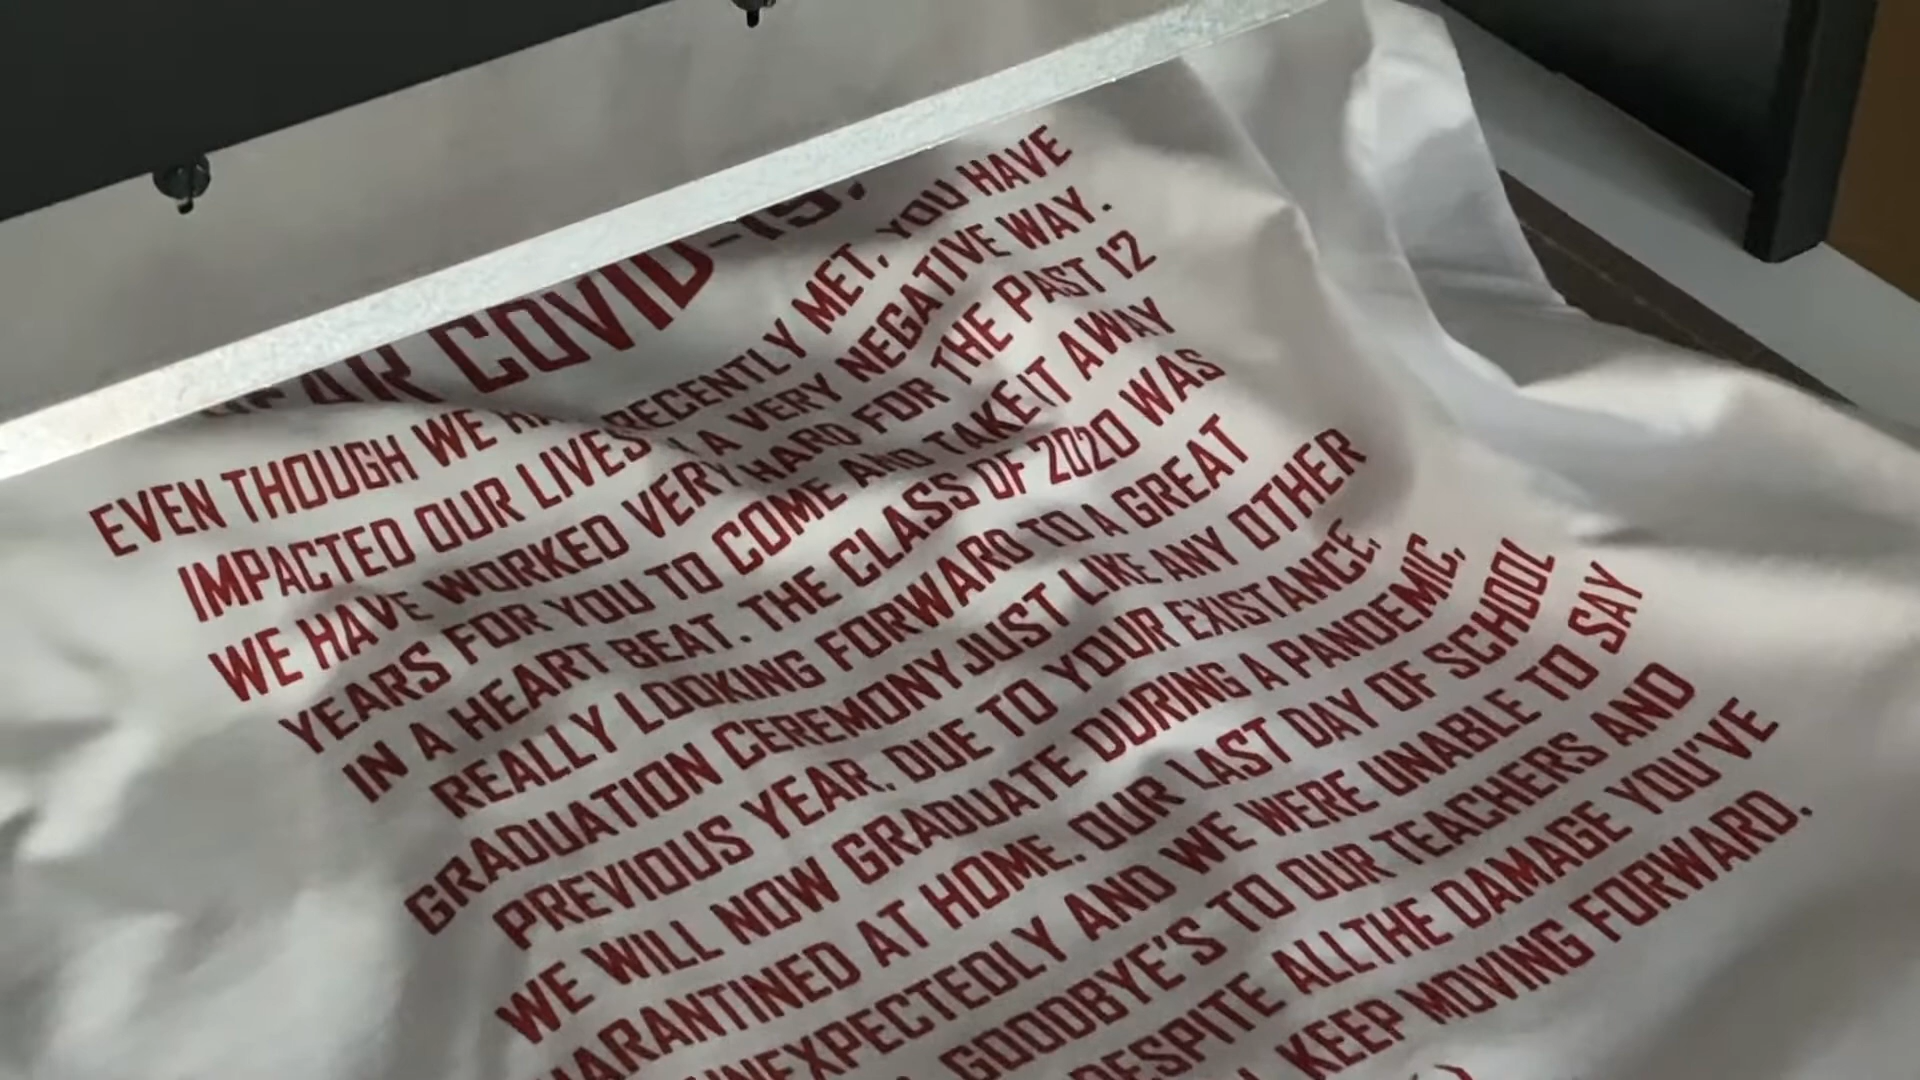 COVID-19,
EVEN THOUGH WE RECENTLY MET, YOU HAVE
IMPACTED OUR LIVES IN A VERY NEGATIVE WAY.
WE HAVE WORKED VERY HARD FOR THE PAST 12
YEARS FOR YOU TO COME AND TAKE IT AWAY
IN A HEART BEAT. THE CLASS OF 2020 WAS
REALLY LOOKING FORWARD TO A GREAT
GRADUATION CEREMONY JUST LIKE ANY OTHER
PREVIOUS YEAR. DUE TO YOUR EXISTANCE,
WE WILL NOW GRADUATE DURING A PANDEMIC,
QUARANTINED AT HOME. OUR LAST DAY OF SCHOOL
UNEXPECTEDLY AND WE WERE UNABLE TO SAY
GOODBYE'S TO OUR TEACHERS AND
DESPITE ALL THE DAMAGE YOU'VE
KEEP MOVING FORWARD.